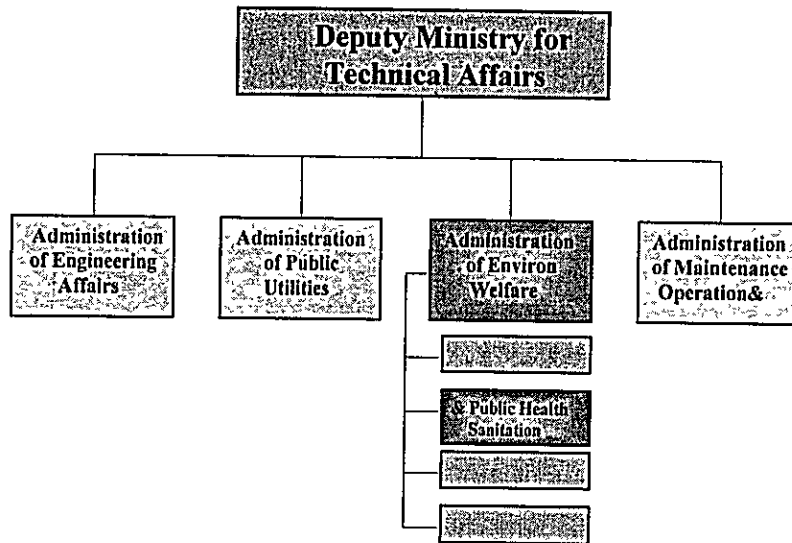 Deputy Ministry for
Technical Affairs
Administration
of Engineering
Affairs
Administration
of Public
Utilities
Administration
of Environ
Welfare
Administration
of Maintenance
Operation&
& Public Health
Sanitation